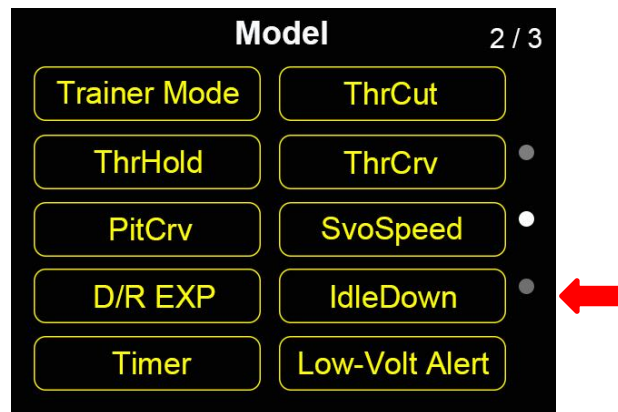 Model 2 / 3
Trainer Mode ThrCut
ThrHold ThrCrv
PitCrv SvoSpeed
D/R EXP IdleDown
Timer Low-Volt Alert